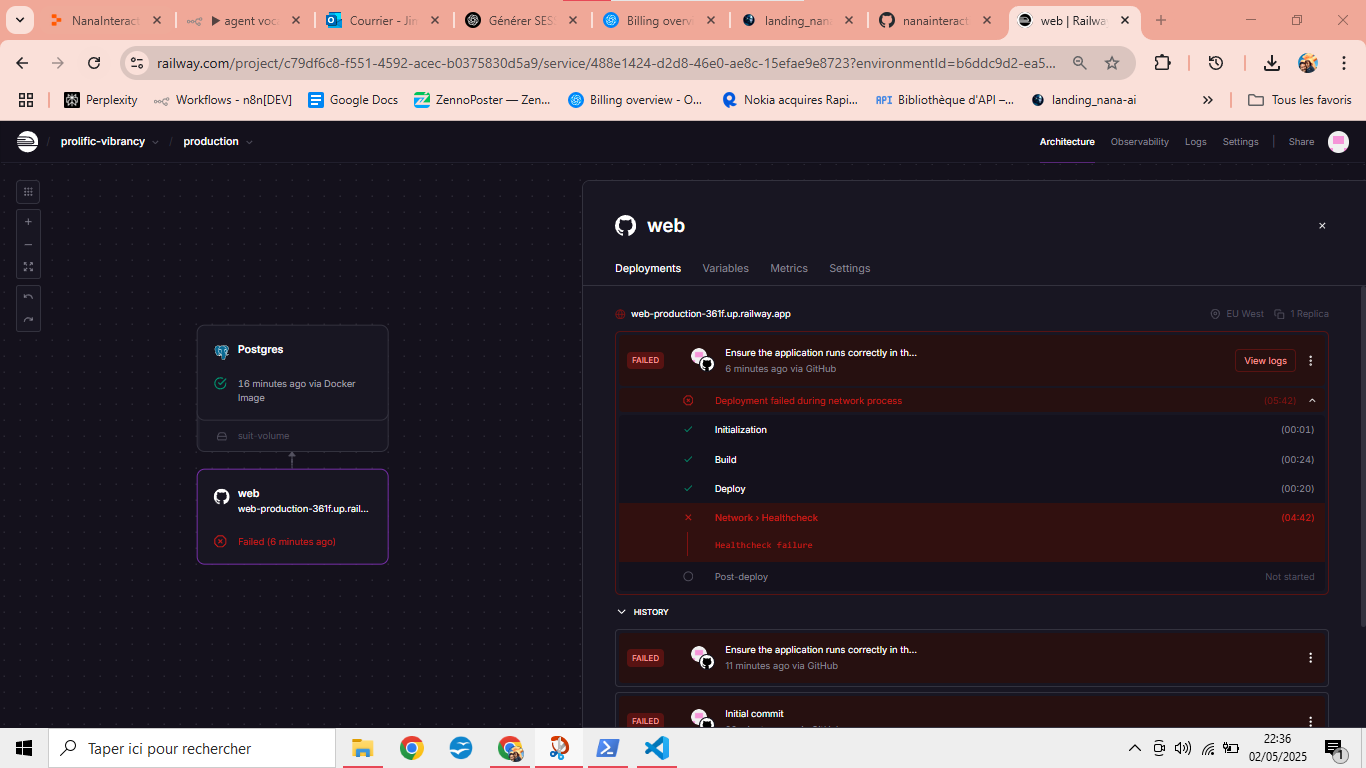 NanaInterac
agent voca
Courrier - Jin
Générer SES
Billing overvi
landing_nana
nanainteract
web | Railway
railway.com/project/c79df6c8-f551-4592-acec-b0375830d5a9/service/488e1424-d2d8-46e0-ae8c-15efae9e8723?environmentId=b6ddc9d2-ea5...
Perplexity
Workflows - n8n[DEV]
Google Docs
ZennoPoster — Zen...
Billing overview - O...
Nokia acquires Rapi...
API
Bibliothèque d'API –...
landing_nana-ai
»
Tous les favoris
prolific-vibrancy
production
Architecture
Observability
Logs
Settings
Share
Postgres
16 minutes ago via Docker
Image
suit-volume
web
web-production-361f.up.rail...
Failed (6 minutes ago)
web
Deployments
Variables
Metrics
Settings
web-production-361f.up.railway.app
EU West
1 Replica
FAILED
Ensure the application runs correctly in th...
6 minutes ago via GitHub
View logs
Deployment failed during network process
(05:42)
Initialization
(00:01)
Build
(00:24)
Deploy
(00:20)
Network › Healthcheck
(04:42)
Healthcheck failure
Post-deploy
Not started
HISTORY
FAILED
Ensure the application runs correctly in th...
11 minutes ago via GitHub
FAILED
Initial commit
Taper ici pour rechercher
22:36
02/05/2025
1